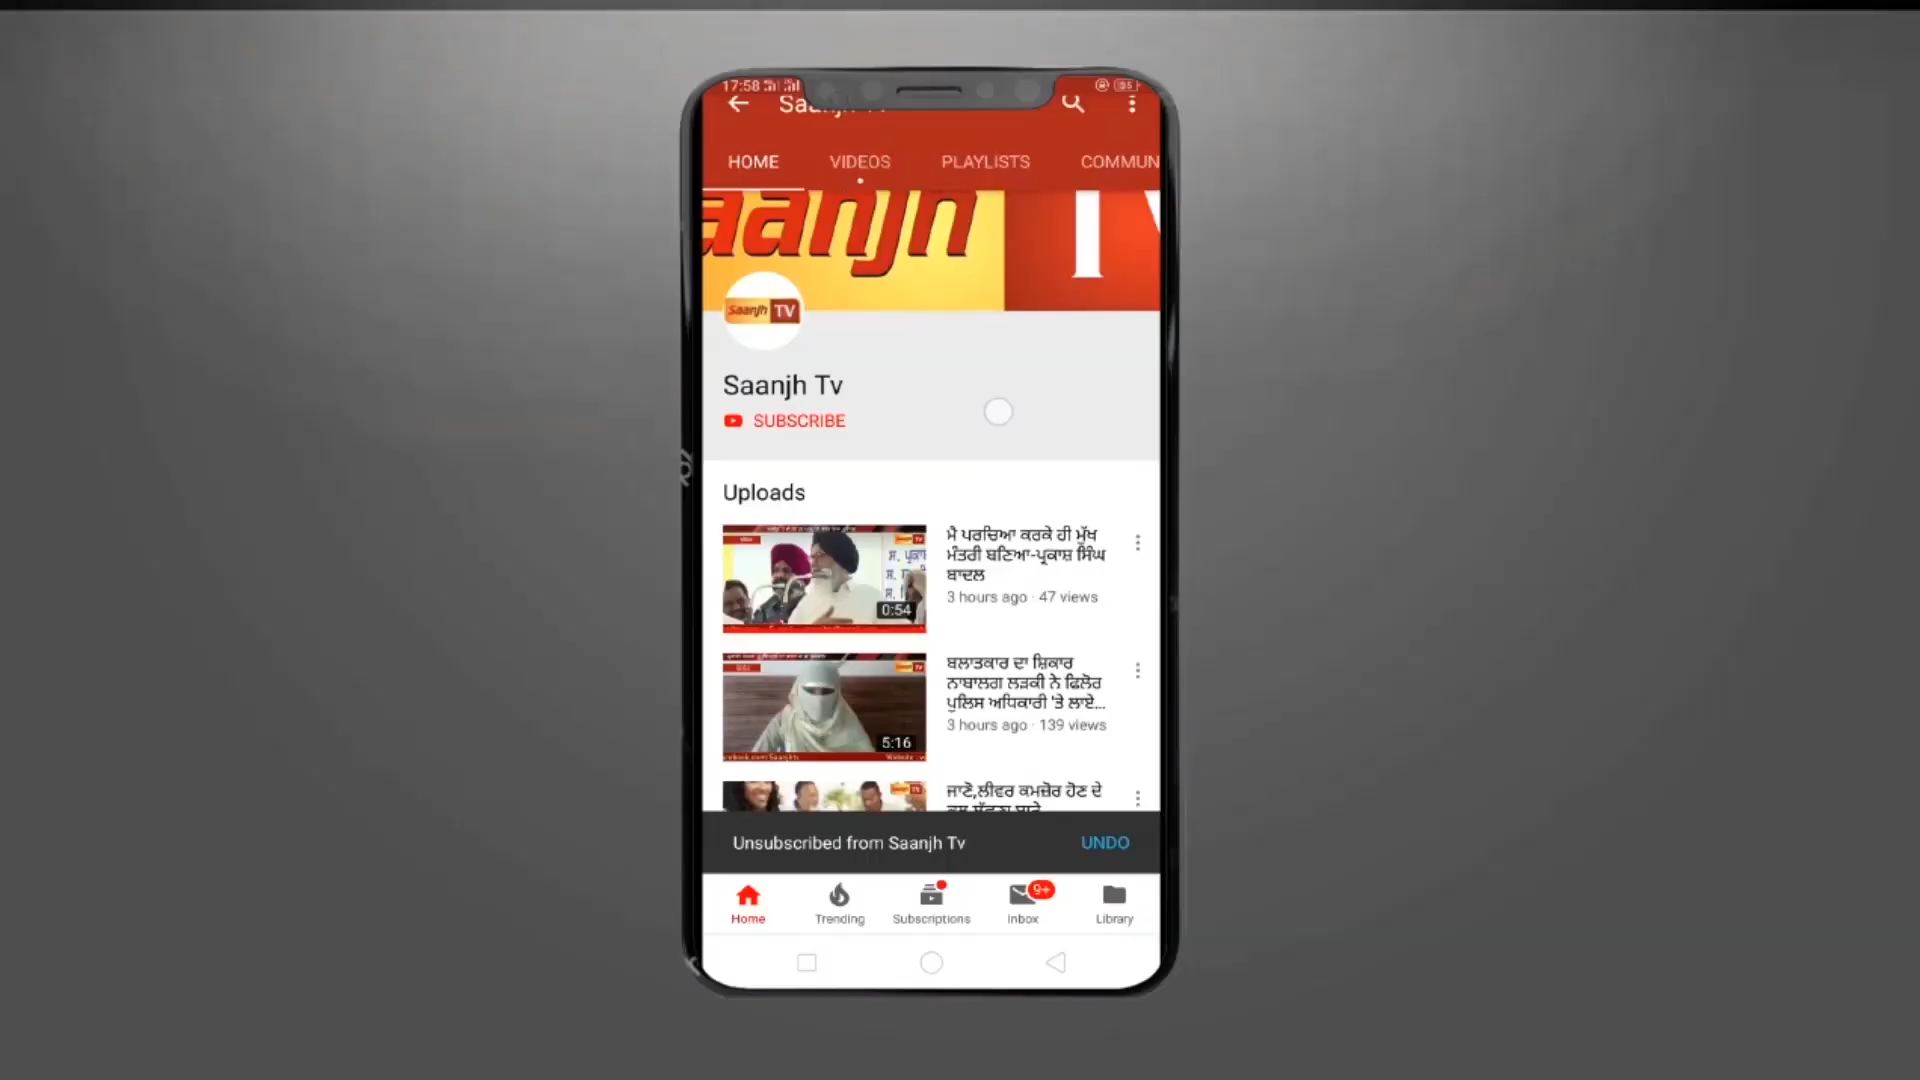 17:58
HOME VIDEOS PLAYLISTS COMMUN
aanjh
Saanjh TV
Saanjh Tv
SUBSCRIBE
Uploads
ਮੈ ਪਰਚਿਆ ਕਰਕੇ ਹੀ ਮੁੱਖ
ਮੰਤਰੀ ਬਣਿਆ-ਪ੍ਰਕਾਸ਼ ਸਿੰਘ
ਬਾਦਲ
3 hours ago · 47 views
0:54
ਬਲਾਤਕਾਰ ਦਾ ਸ਼ਿਕਾਰ
ਨਾਬਾਲਗ ਲੜਕੀ ਨੇ ਫਿਲੋਰ
ਪੁਲਿਸ ਅਧਿਕਾਰੀ 'ਤੇ ਲਾਏ...
3 hours ago · 139 views
5:16
ਜਾਣੋ,ਲੀਵਰ ਕਮਜ਼ੋਰ ਹੋਣ ਦੇ
Unsubscribed from Saanjh Tv UNDO
9+
Home Trending Subscriptions Inbox Library